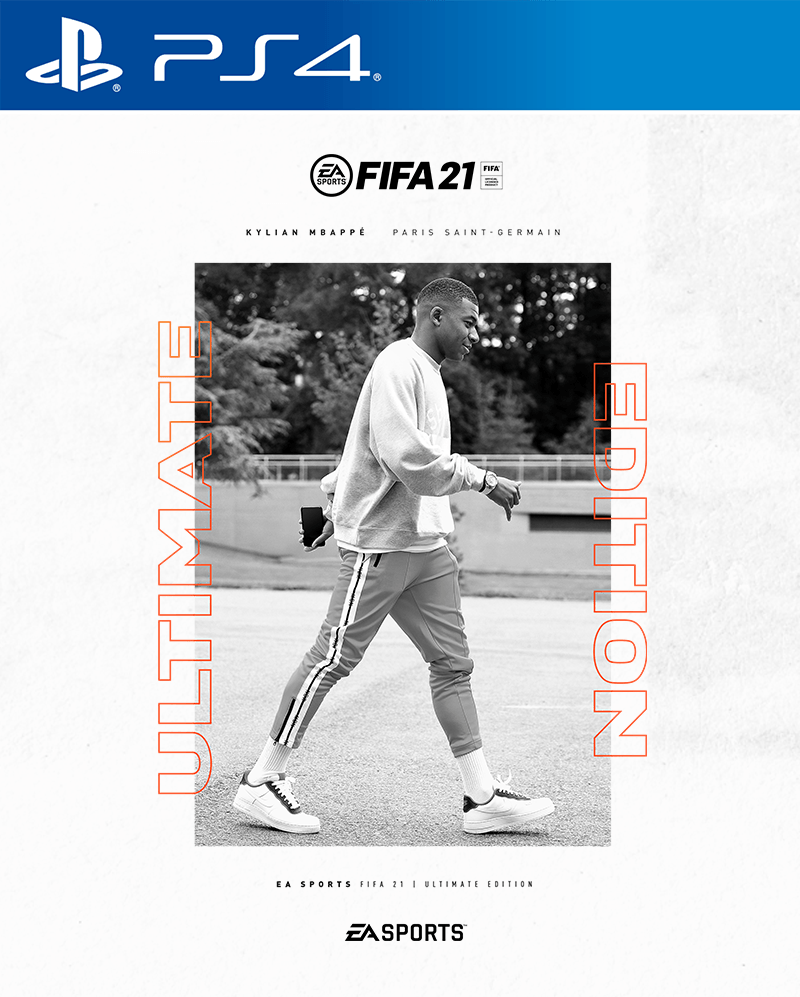 PS4®
EA SPORTS FIFA 21 FIFA® OFFICIAL LICENSED PRODUCT
KYLIAN MBAPPÉ PARIS SAINT-GERMAIN
ULTIMATE
EDITION
EA SPORTS FIFA 21 | ULTIMATE EDITION
EA SPORTS™